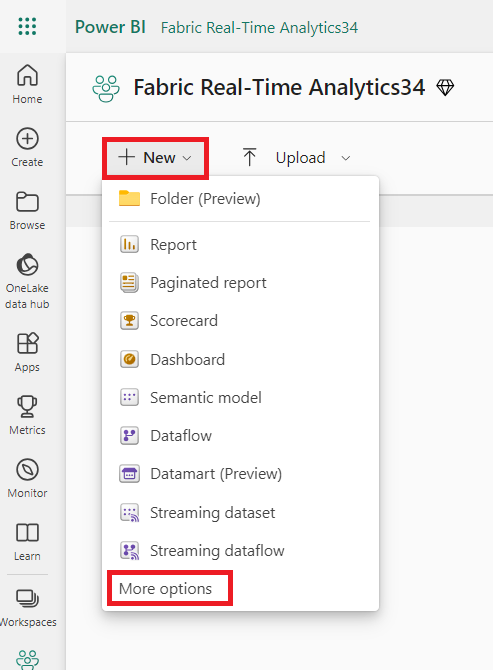 Power BI Fabric Real-Time Analytics34
Home
Create
Browse
OneLake
data hub
Apps
Metrics
Monitor
Learn
Workspaces
Fabric Real-Time Analytics34
New Upload
Folder (Preview)
Report
Paginated report
Scorecard
Dashboard
Semantic model
Dataflow
Datamart (Preview)
Streaming dataset
Streaming dataflow
More options